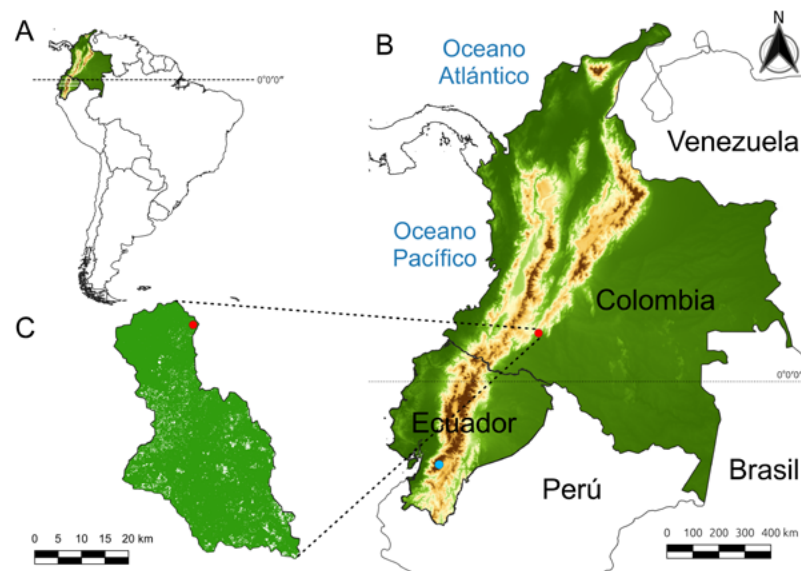 A
0°0'0"
B
N
Oceano
Atlántico
Venezuela
Oceano
Pacífico
Colombia
C
0°0'0"
Ecuador
Perú
Brasil
0 5 10 15 20 km
0 100 200 300 400 km